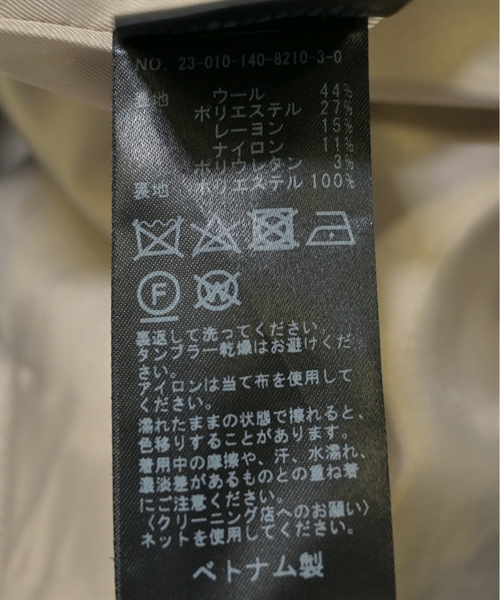 NO. 23-010-140-8210-3-0
表地 ウール 44%
ポリエステル 27%
レーヨン 15%
ナイロン 11%
ポリウレタン 3%
裏地 ポリエステル 100%
F W
裏返して洗ってください。
タンブラー乾燥はお避けくだ
さい。
アイロンは当て布を使用して
ください。
濡れたままの状態で擦れると、
色移りすることがあります。
着用中の摩擦や、汗、水濡れ、
濃淡差があるものとの重ね着
にご注意ください。
〈クリーニング店へのお願い〉
ネットを使用してください。
ベトナム製